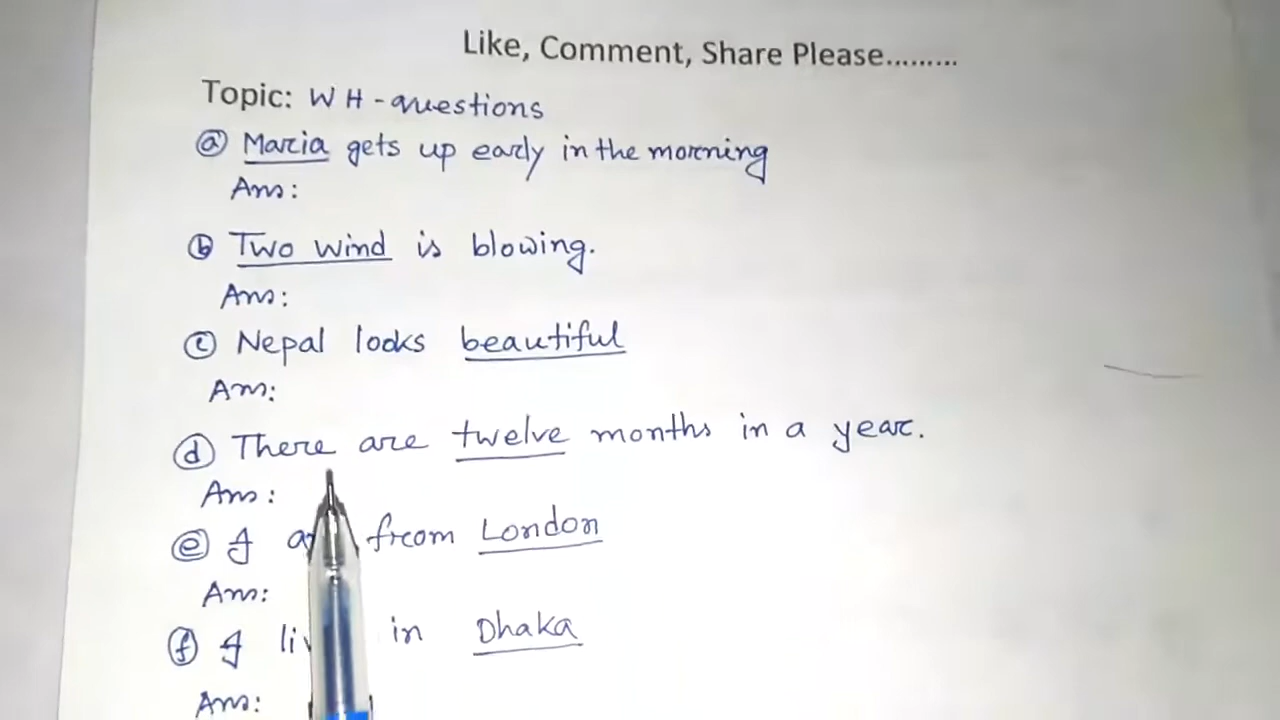 Like, Comment, Share Please.........
Topic: WH-questions
ⓐ Maria gets up early in the morning
Ans:
ⓑ Two wind is blowing.
Ans:
ⓒ Nepal looks beautiful
Ans:
ⓓ There are twelve months in a year.
Ans:
ⓔ I from London
Ans:
ⓕ I in Dhaka
Ans: